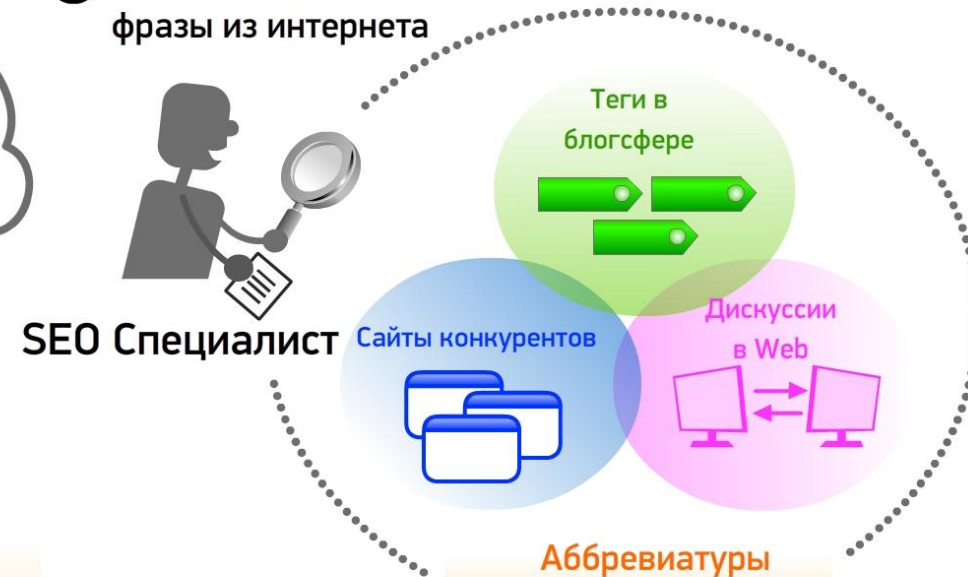 фразы из интернета
Теги в
блогсфере
SEO Специалист
Сайты конкурентов
Дискуссии
в Web
Аббревиатуры